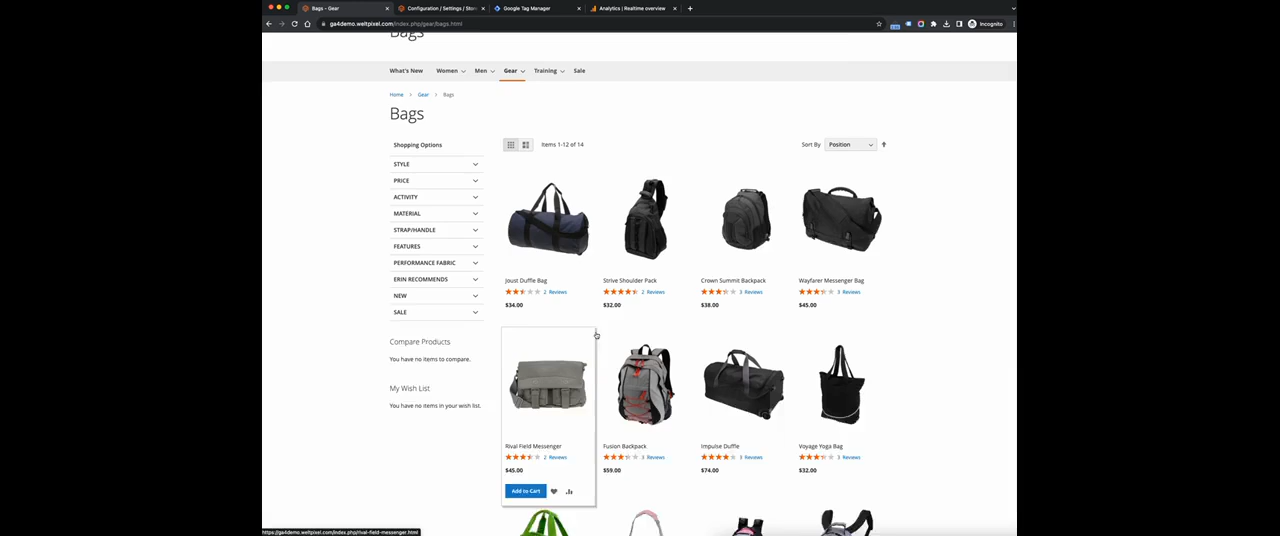 Bags - Gear
Configuration / Settings / Stor
Google Tag Manager
Analytics | Realtime overview
ga4demo.weltpixel.com/index.php/gear/bags.html
Incognito
Bags
What's New
Women
Men
Gear
Training
Sale
Home
Gear
Bags
Bags
Shopping Options
Items 1-12 of 14
Sort By
Position
STYLE
PRICE
ACTIVITY
MATERIAL
STRAP/HANDLE
FEATURES
PERFORMANCE FABRIC
ERIN RECOMMENDS
NEW
SALE
Compare Products
You have no items to compare.
My Wish List
You have no items in your wish list.
Joust Duffle Bag
2 Reviews
$34.00
Strive Shoulder Pack
2 Reviews
$32.00
Crown Summit Backpack
3 Reviews
$38.00
Wayfarer Messenger Bag
3 Reviews
$45.00
Rival Field Messenger
2 Reviews
$45.00
Add to Cart
Fusion Backpack
3 Reviews
$59.00
Impulse Duffle
3 Reviews
$74.00
Voyage Yoga Bag
3 Reviews
$32.00
https://ga4demo.weltpixel.com/index.php/rival-field-messenger.html